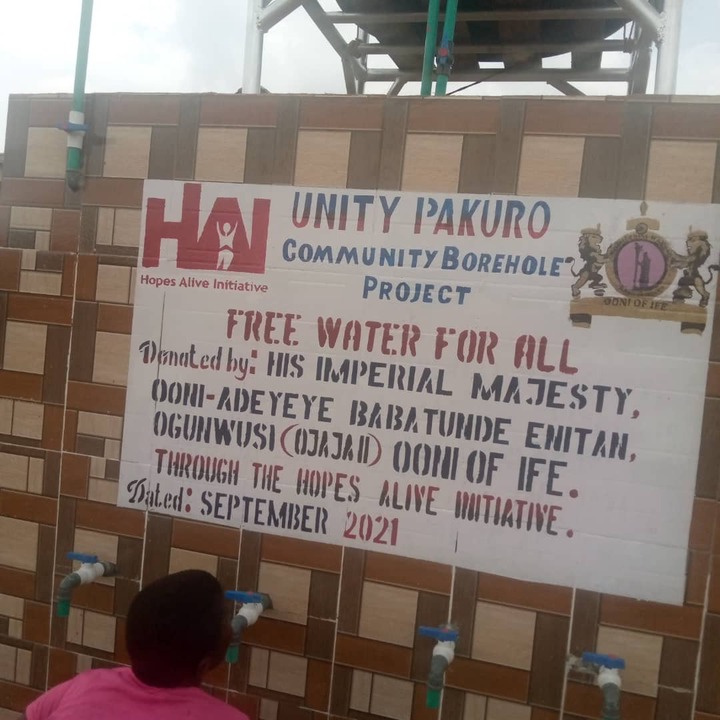 HAI
Hopes Alive Initiative
UNITY PAKURO
COMMUNITY BOREHOLE
PROJECT
OONI OF IFE
FREE WATER FOR ALL
Donated by: HIS IMPERIAL MAJESTY,
OONI-ADEYEYE BABATUNDE ENITAN,
OGUNWUSI (OJAJA II) OONI OF IFE.
THROUGH THE HOPES ALIVE INITIATIVE.
Dated: SEPTEMBER 2021